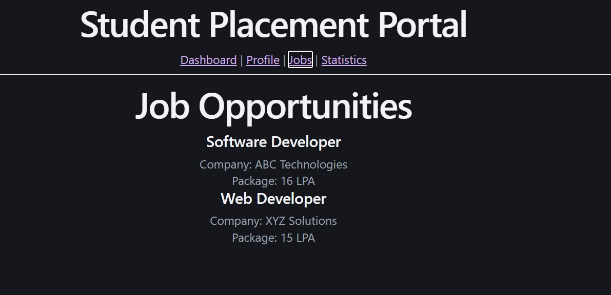 Student Placement Portal
Dashboard | Profile | Jobs | Statistics
Job Opportunities
Software Developer
Company: ABC Technologies
Package: 16 LPA
Web Developer
Company: XYZ Solutions
Package: 15 LPA